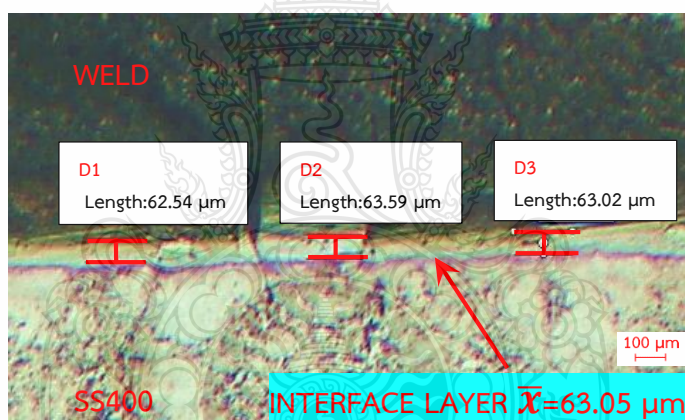 WELD
D1
Length:62.54 µm
D2
Length:63.59 µm
D3
Length:63.02 µm
100 µm
SS400
INTERFACE LAYER x̄=63.05 µm